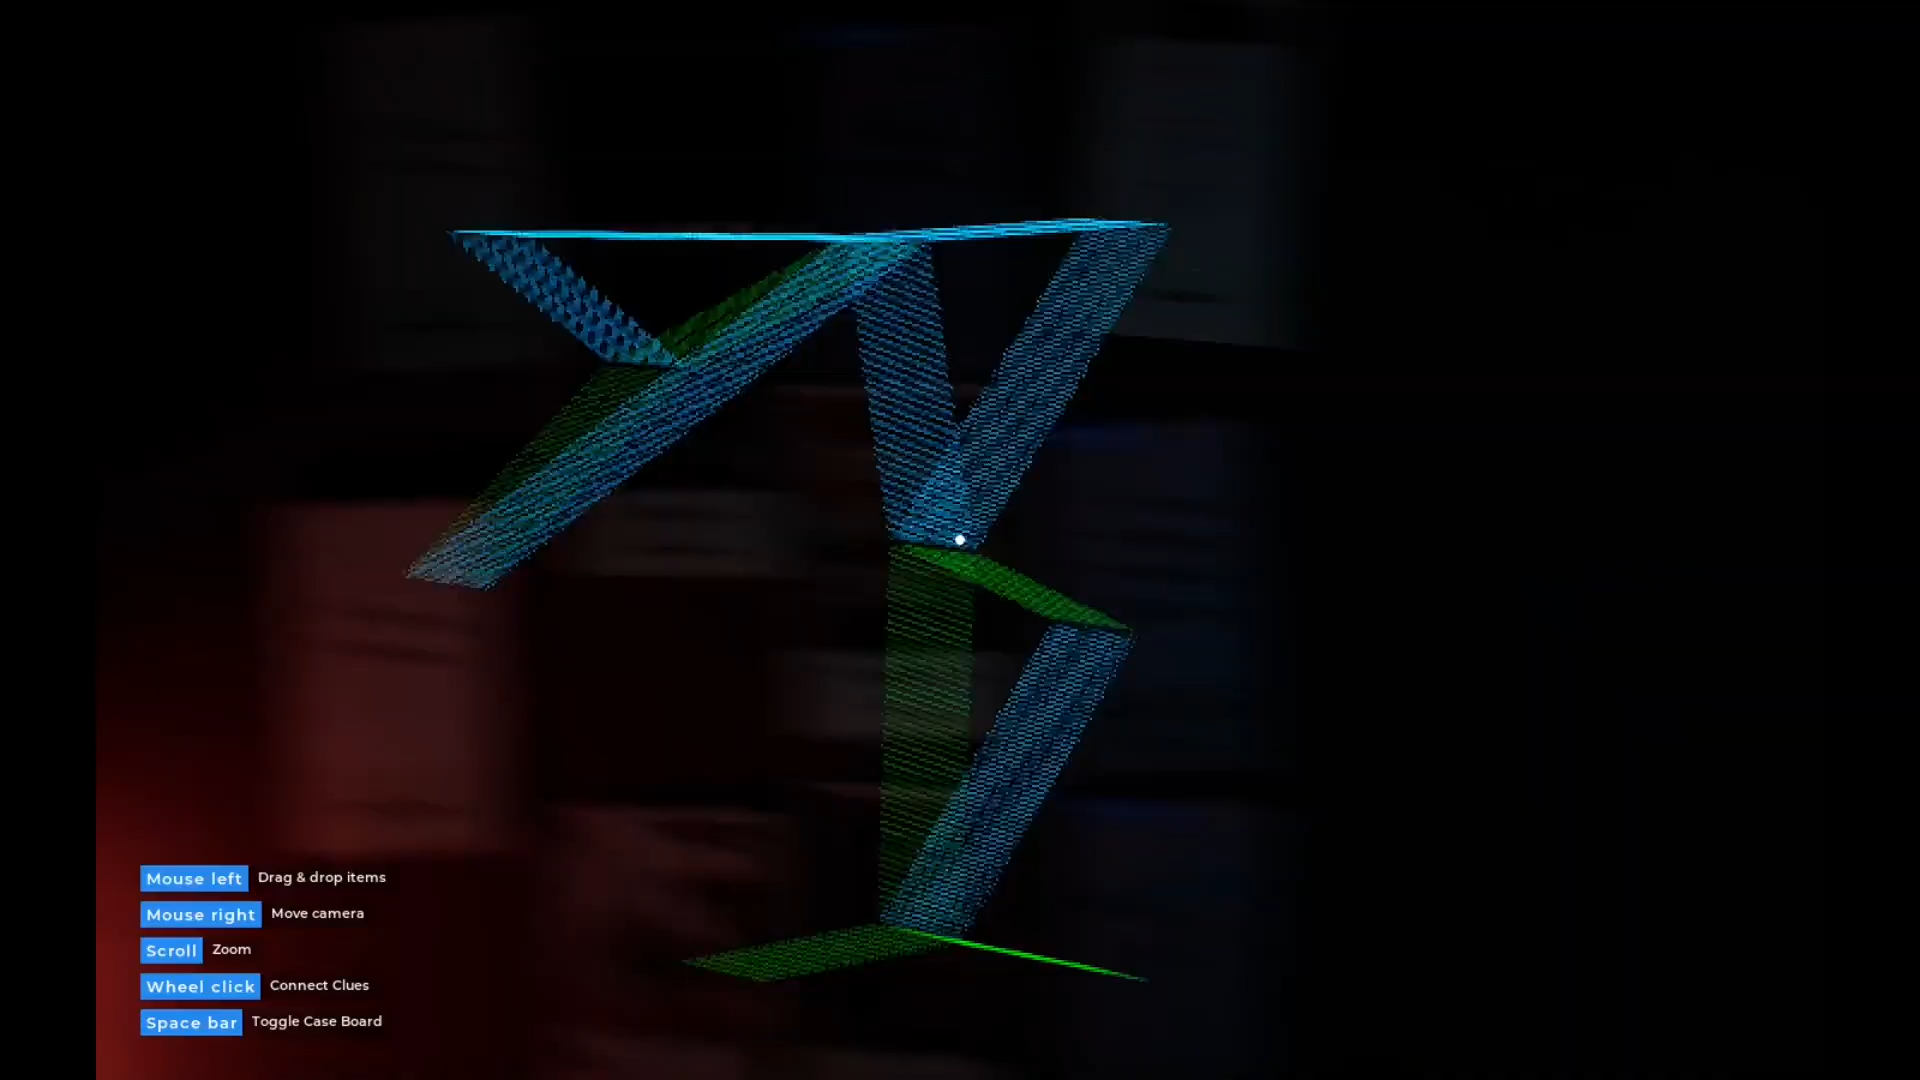 Mouse left Drag & drop items
Mouse right Move camera
Scroll Zoom
Wheel click Connect Clues
Space bar Toggle Case Board